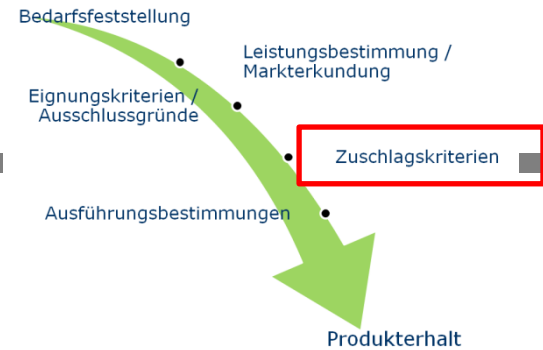 Bedarfsfeststellung
Leistungsbestimmung /
Markterkundung
Eignungskriterien /
Ausschlussgründe
Zuschlagskriterien
Ausführungsbestimmungen
Produkterhalt